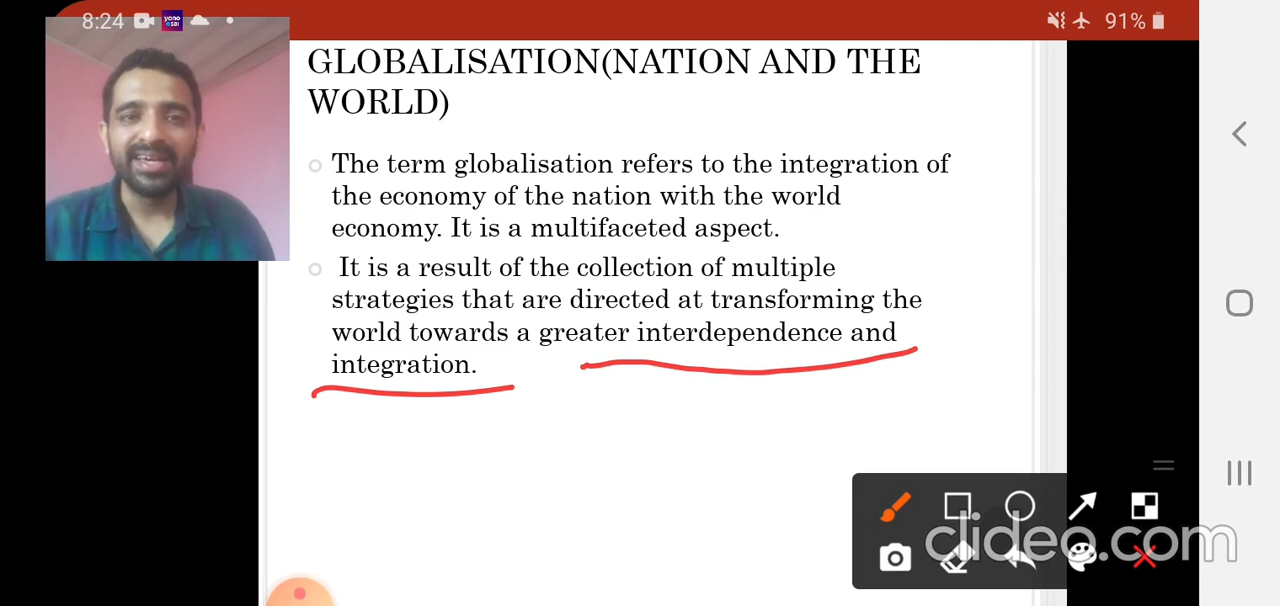 8:24
yono
SBI
91%
GLOBALISATION(NATION AND THE
WORLD)
The term globalisation refers to the integration of
the economy of the nation with the world
economy. It is a multifaceted aspect.
It is a result of the collection of multiple
strategies that are directed at transforming the
world towards a greater interdependence and
integration.
clideo.com